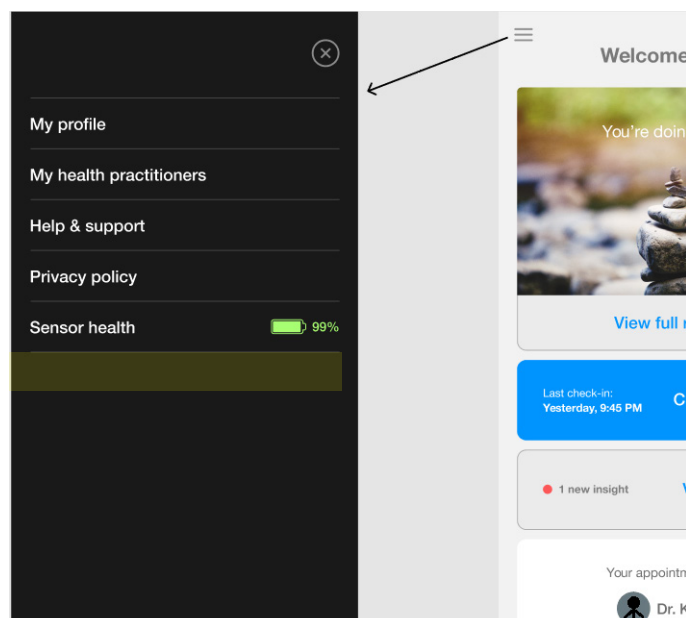 My profile
My health practitioners
Help & support
Privacy policy
Sensor health 99%
Welcome
You're doin
View full
Last check-in:
Yesterday, 9:45 PM
C
1 new insight
Your appointm
Dr. K